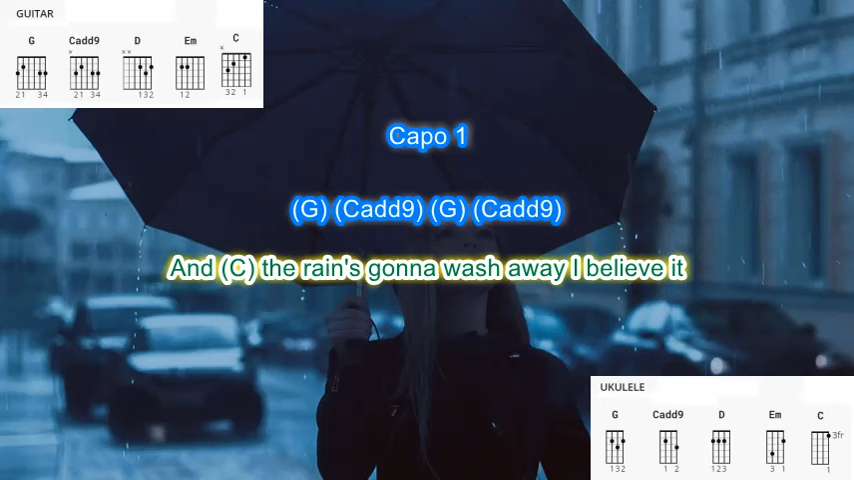 GUITAR
G Cadd9 D Em C
x xx x
21 34 21 34 132 12 32 1
Capo 1
(G) (Cadd9) (G) (Cadd9)
And (C) the rain's gonna wash away I believe it
UKULELE
G Cadd9 D Em C
3fr
132 1 2 123 3 1 1